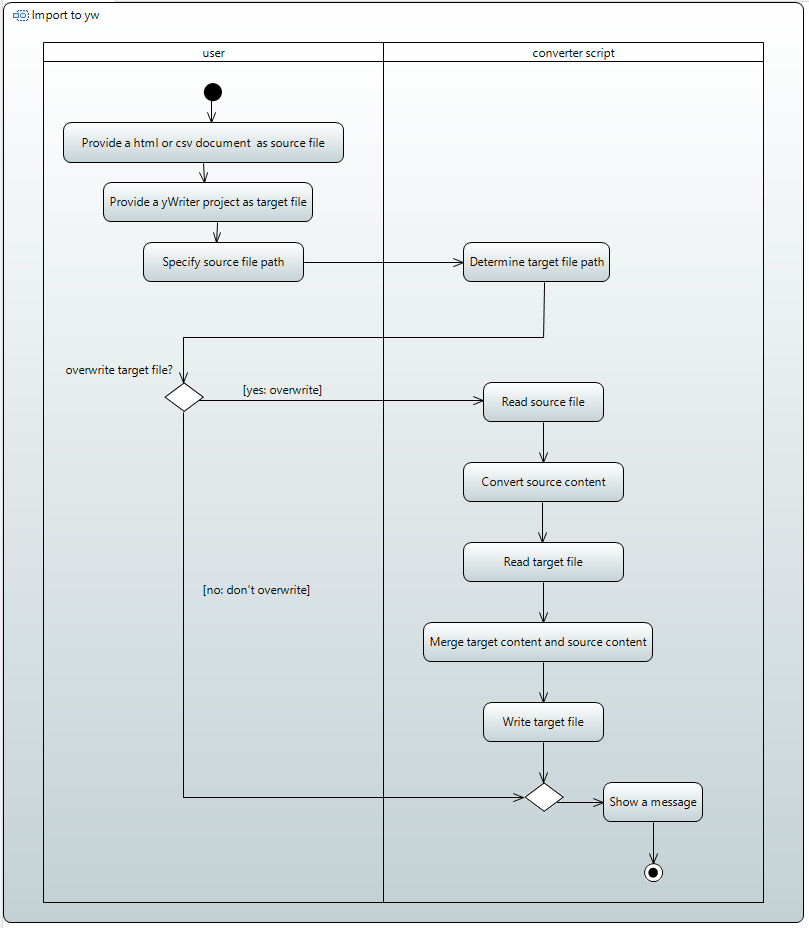 Import to yw
user
converter script
Provide a html or csv document  as source file
Provide a yWriter project as target file
Specify source file path
Determine target file path
overwrite target file?
[yes: overwrite]
Read source file
Convert source content
Read target file
[no: don't overwrite]
Merge target content and source content
Write target file
Show a message